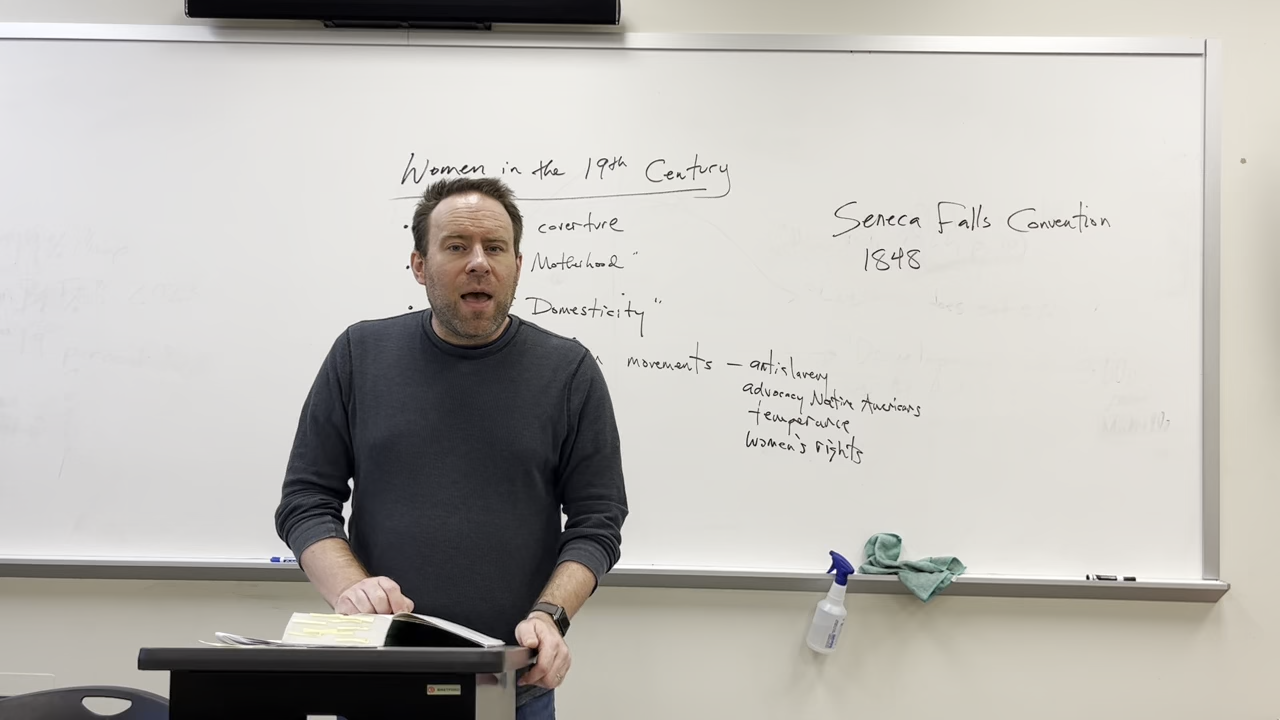 Women in the 19th Century
• coverture
• Motherhood"
• Domesticity"
movements — antislavery
advocacy Native Americans
temperance
women's rights
Seneca Falls Convention
1848